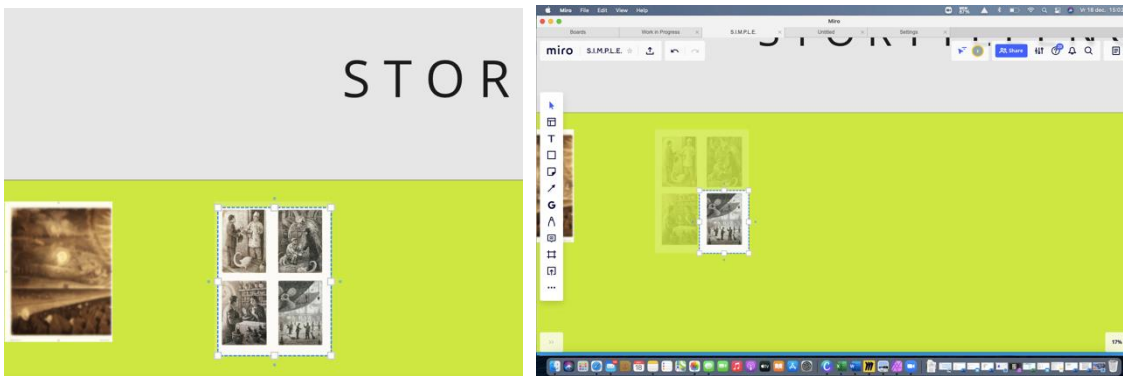 STOR
Miro File Edit View Help
Miro
Boards
Work in Progress
S.I.M.P.L.E.
Untitled
Settings
miro
S.I.M.P.L.E.
Share
17%